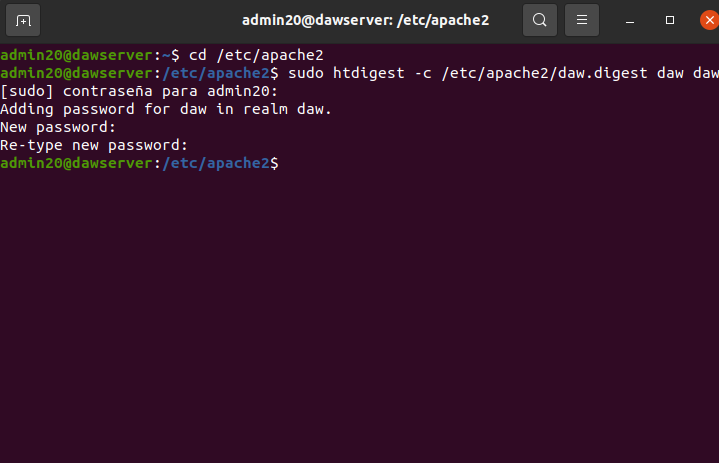 admin20@dawserver: /etc/apache2
admin20@dawserver:~$ cd /etc/apache2
admin20@dawserver:/etc/apache2$ sudo htdigest -c /etc/apache2/daw.digest daw daw
[sudo] contraseña para admin20:
Adding password for daw in realm daw.
New password:
Re-type new password:
admin20@dawserver:/etc/apache2$